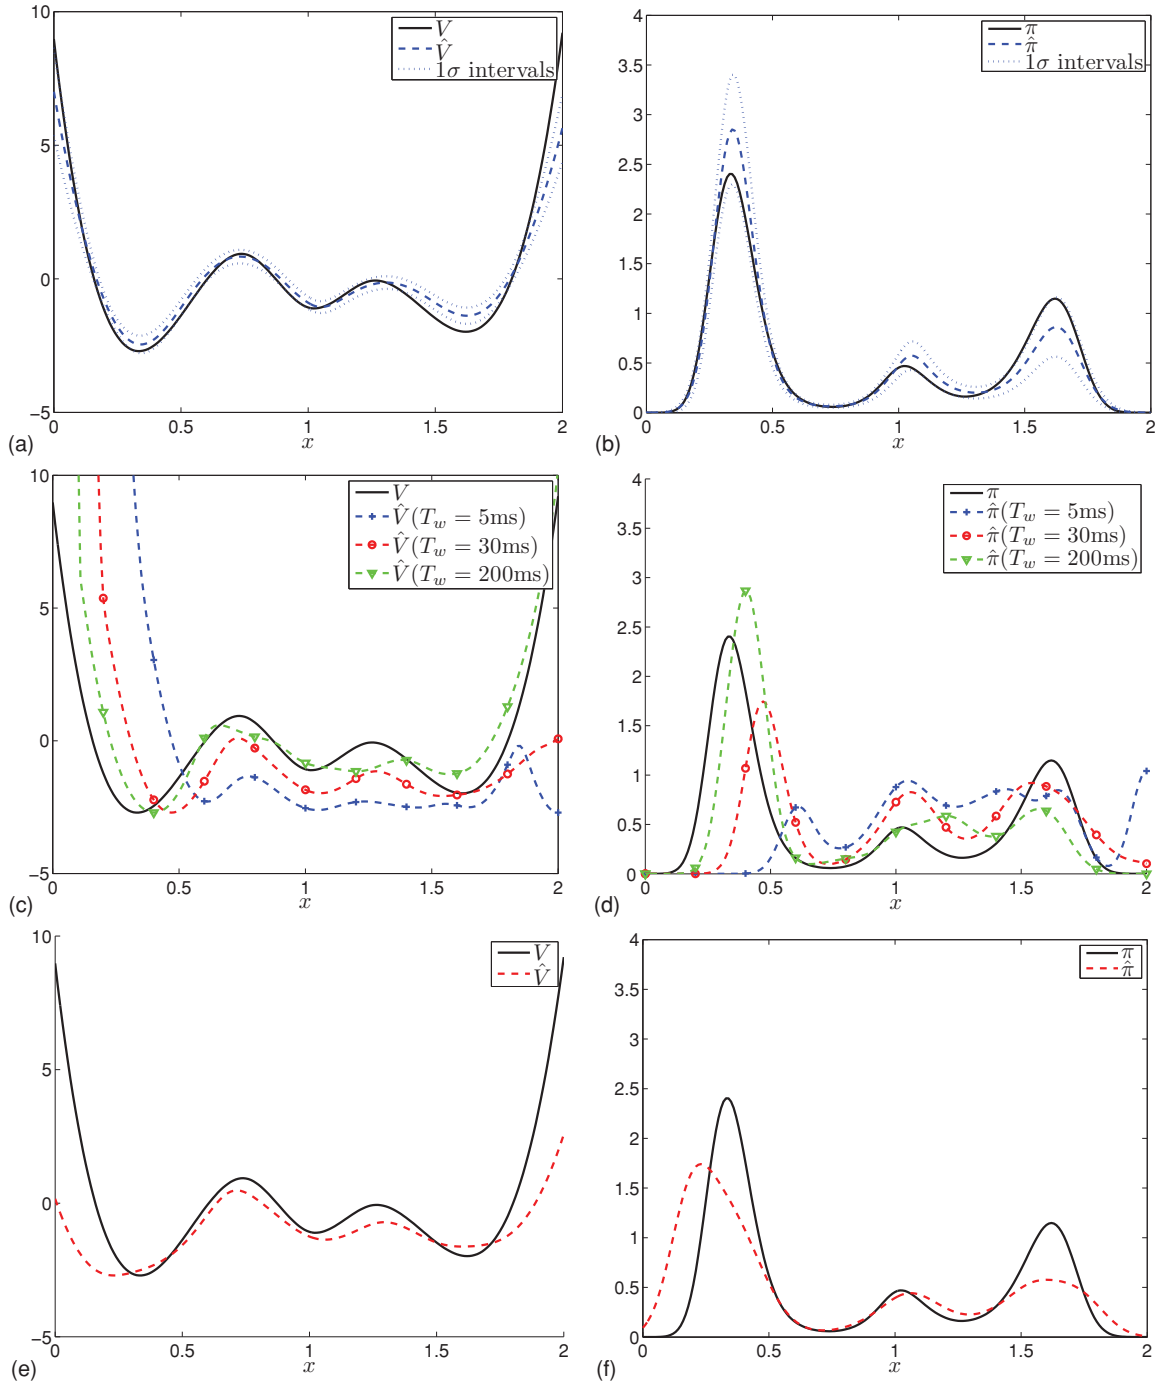 10
5
0
−5
0
0.5
1
1.5
2
x
V
V̂
1σ intervals
(a)
4
3.5
3
2.5
2
1.5
1
0.5
0
0
0.5
1
1.5
2
x
π
π̂
1σ intervals
(b)
10
5
0
−5
0
0.5
1
1.5
2
x
V
V̂(T_w = 5ms)
V̂(T_w = 30ms)
V̂(T_w = 200ms)
(c)
4
3.5
3
2.5
2
1.5
1
0.5
0
0
0.5
1
1.5
2
x
π
π̂(T_w = 5ms)
π̂(T_w = 30ms)
π̂(T_w = 200ms)
(d)
10
5
0
−5
0
0.5
1
1.5
2
x
V
V̂
(e)
4
3.5
3
2.5
2
1.5
1
0.5
0
0
0.5
1
1.5
2
x
π
π̂
(f)